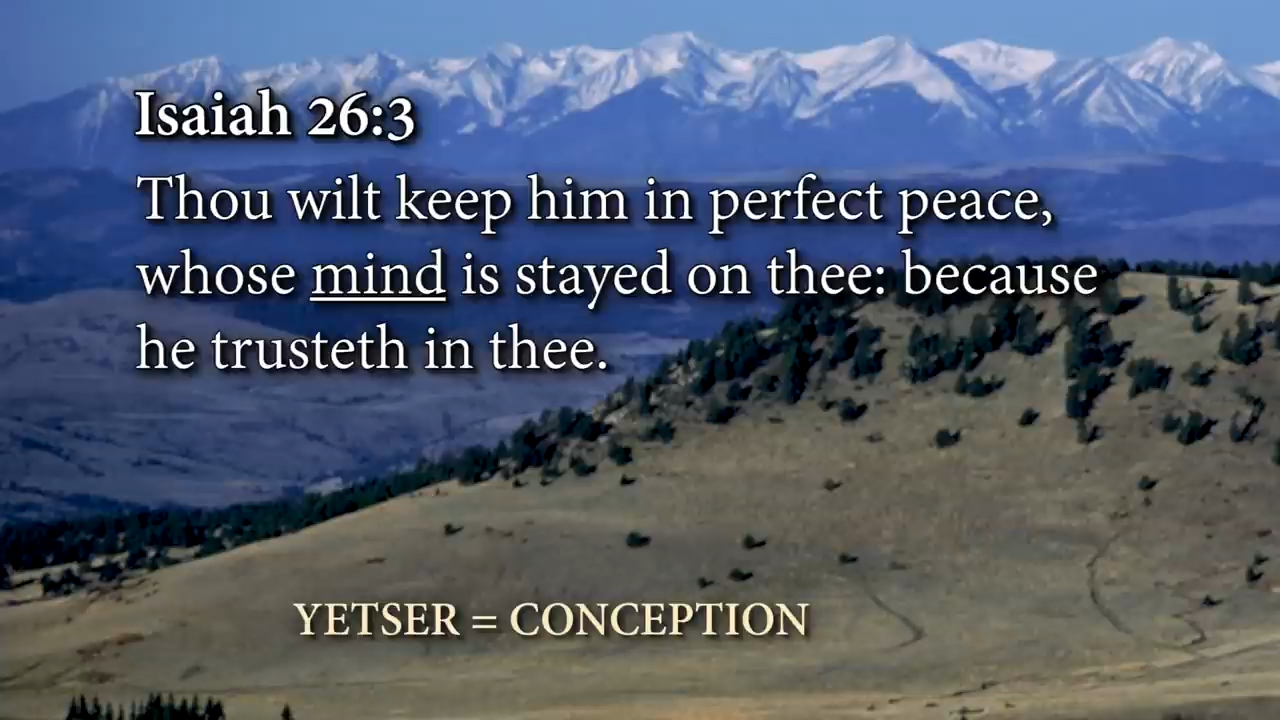 Isaiah 26:3
Thou wilt keep him in perfect peace,
whose mind is stayed on thee: because
he trusteth in thee.
YETSER = CONCEPTION